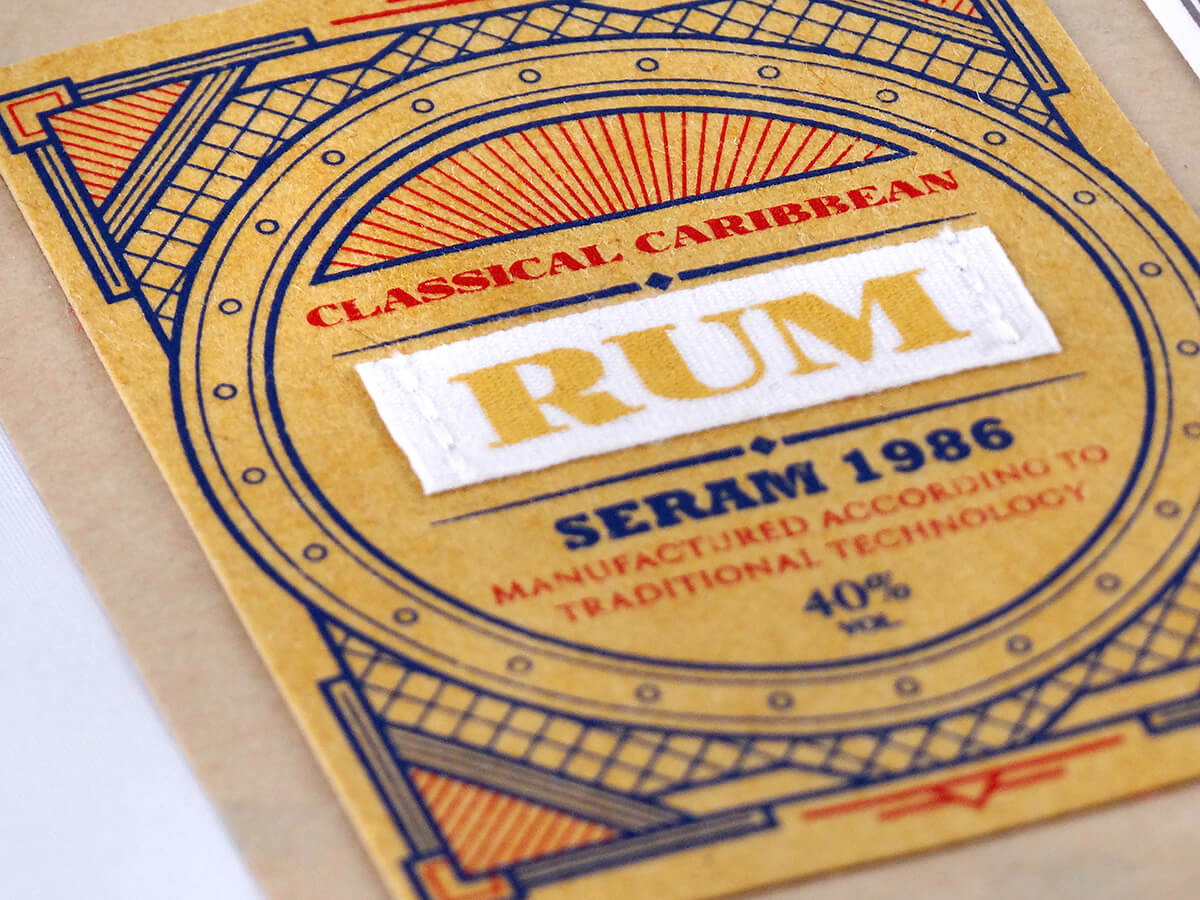 CLASSICAL CARIBBEAN
RUM
SERAM 1986
MANUFACTURED ACCORDING TO
TRADITIONAL TECHNOLOGY
40%
VOL.